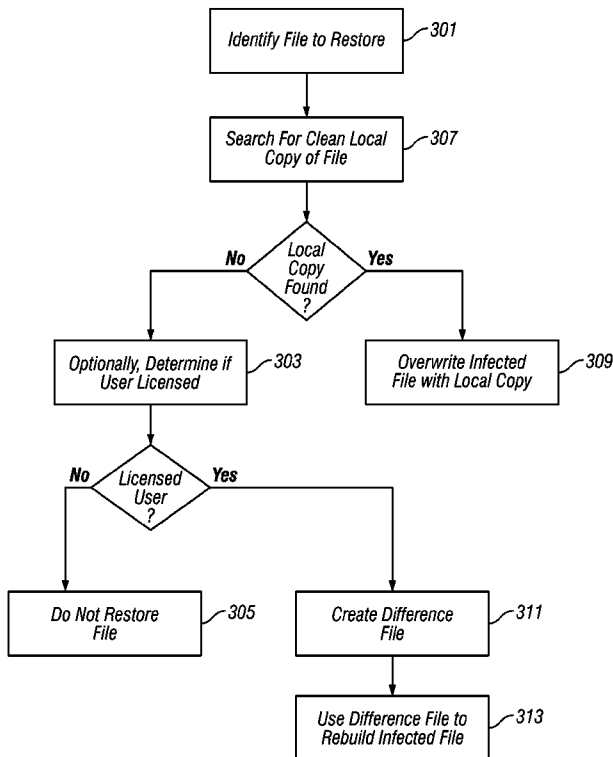 Identify File to Restore
301
Search For Clean Local
Copy of File
307
Local
Copy
Found
?
No
Yes
Optionally, Determine if
User Licensed
303
Overwrite Infected
File with Local Copy
309
Licensed
User
?
No
Yes
Do Not Restore
File
305
Create Difference
File
311
Use Difference File to
Rebuild Infected File
313